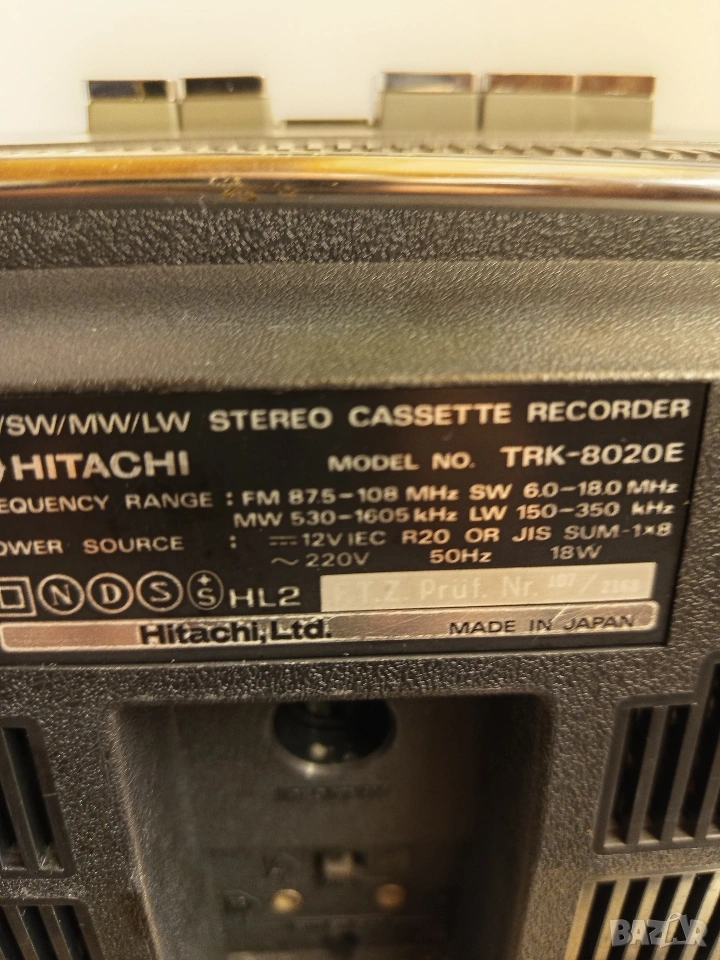 /SW/MW/LW STEREO CASSETTE RECORDER
HITACHI MODEL NO. TRK-8020E
EQUENCY RANGE : FM 87.5-108 MHz SW 6.0-18.0 MHz
MW 530-1605 kHz LW 150-350 kHz
OWER SOURCE : ⎓ 12V IEC R20 OR JIS SUM-1×8
~ 220V 50Hz 18W
N D S S HL2 F.T.Z. Prüf. Nr. 107/2168
Hitachi, Ltd. MADE IN JAPAN
BAZAR